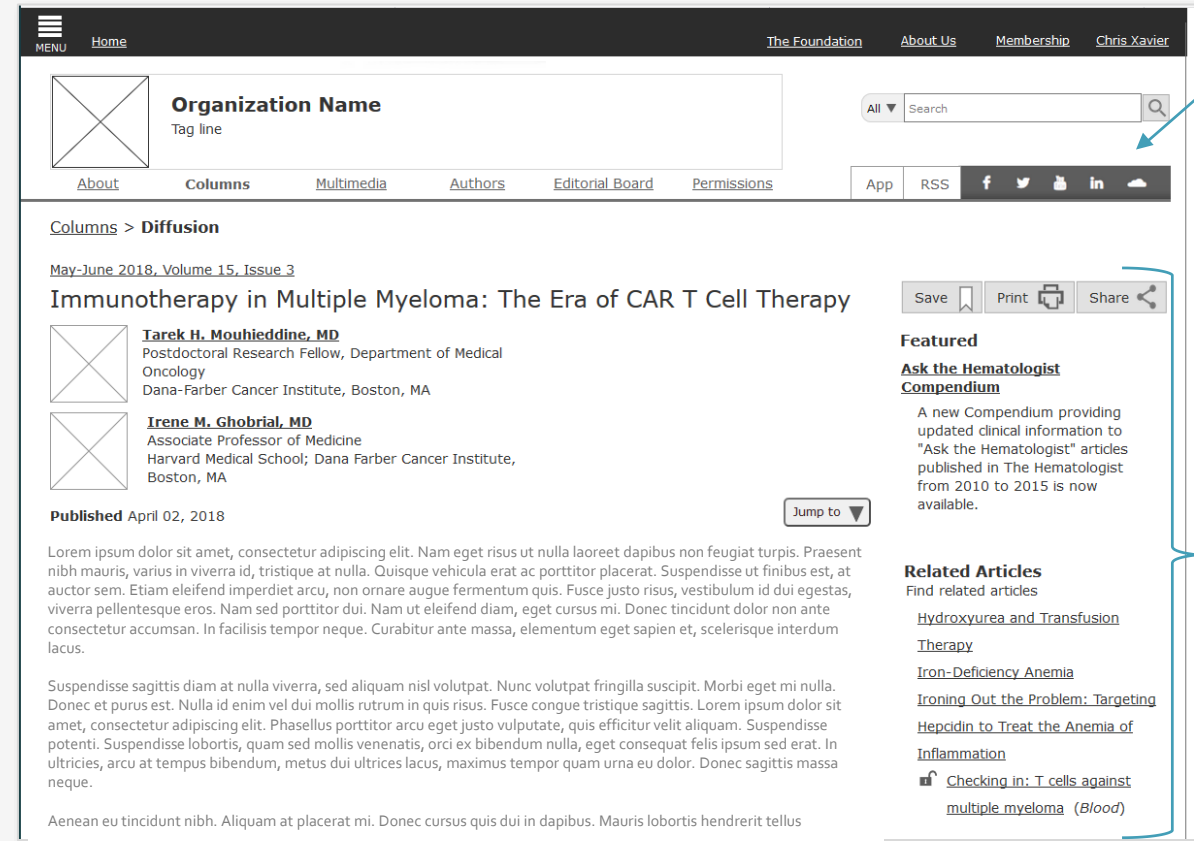 MENU
Home
The Foundation
About Us
Membership
Chris Xavier
Organization Name
Tag line
All ▼
Search
About
Columns
Multimedia
Authors
Editorial Board
Permissions
App
RSS
Columns > Diffusion
May-June 2018, Volume 15, Issue 3
Immunotherapy in Multiple Myeloma: The Era of CAR T Cell Therapy
Tarek H. Mouhieddine, MD
Postdoctoral Research Fellow, Department of Medical
Oncology
Dana-Farber Cancer Institute, Boston, MA
Irene M. Ghobrial, MD
Associate Professor of Medicine
Harvard Medical School; Dana Farber Cancer Institute,
Boston, MA
Published April 02, 2018
Jump to ▼
Lorem ipsum dolor sit amet, consectetur adipiscing elit. Nam eget risus ut nulla laoreet dapibus non feugiat turpis. Praesent
nibh mauris, varius in viverra id, tristique at nulla. Quisque vehicula erat ac porttitor placerat. Suspendisse ut finibus est, at
auctor sem. Etiam eleifend imperdiet arcu, non ornare augue fermentum quis. Fusce justo risus, vestibulum id dui egestas,
viverra pellentesque eros. Nam sed porttitor dui. Nam ut eleifend diam, eget cursus mi. Donec tincidunt dolor non ante
consectetur accumsan. In facilisis tempor neque. Curabitur ante massa, elementum eget sapien et, scelerisque interdum
lacus.
Suspendisse sagittis diam at nulla viverra, sed aliquam nisl volutpat. Nunc volutpat fringilla suscipit. Morbi eget mi nulla.
Donec et purus est. Nulla id enim vel dui mollis rutrum in quis risus. Fusce congue tristique sagittis. Lorem ipsum dolor sit
amet, consectetur adipiscing elit. Phasellus porttitor arcu eget justo vulputate, quis efficitur velit aliquam. Suspendisse
potenti. Suspendisse lobortis, quam sed mollis venenatis, orci ex bibendum nulla, eget consequat felis ipsum sed erat. In
ultricies, arcu at tempus bibendum, metus dui ultrices lacus, maximus tempor quam urna eu dolor. Donec sagittis massa
neque.
Aenean eu tincidunt nibh. Aliquam at placerat mi. Donec cursus quis dui in dapibus. Mauris lobortis hendrerit tellus
Save
Print
Share
Featured
Ask the Hematologist
Compendium
A new Compendium providing
updated clinical information to
"Ask the Hematologist" articles
published in The Hematologist
from 2010 to 2015 is now
available.
Related Articles
Find related articles
Hydroxyurea and Transfusion
Therapy
Iron-Deficiency Anemia
Ironing Out the Problem: Targeting
Hepcidin to Treat the Anemia of
Inflammation
Checking in: T cells against
multiple myeloma (Blood)